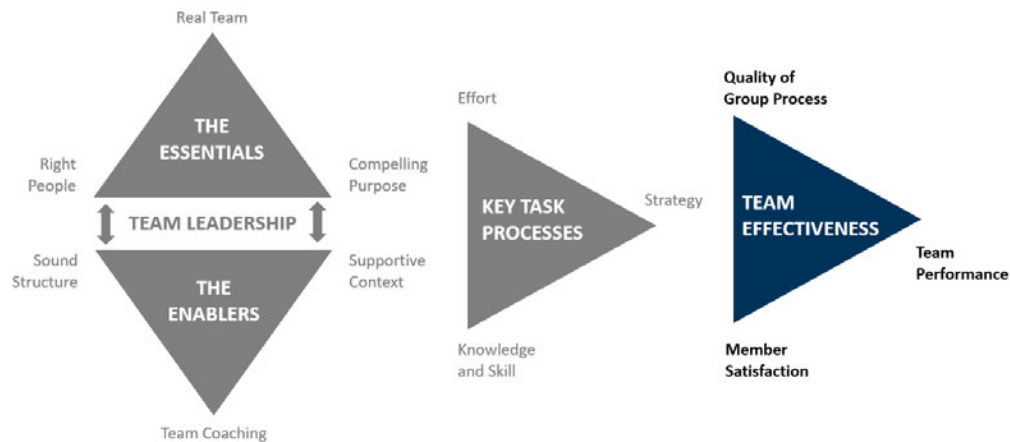 Real Team
THE
ESSENTIALS
Right
People
Compelling
Purpose
TEAM LEADERSHIP
Sound
Structure
Supportive
Context
THE
ENABLERS
Team Coaching
Effort
KEY TASK
PROCESSES
Strategy
Knowledge
and Skill
Quality of
Group Process
TEAM
EFFECTIVENESS
Team
Performance
Member
Satisfaction